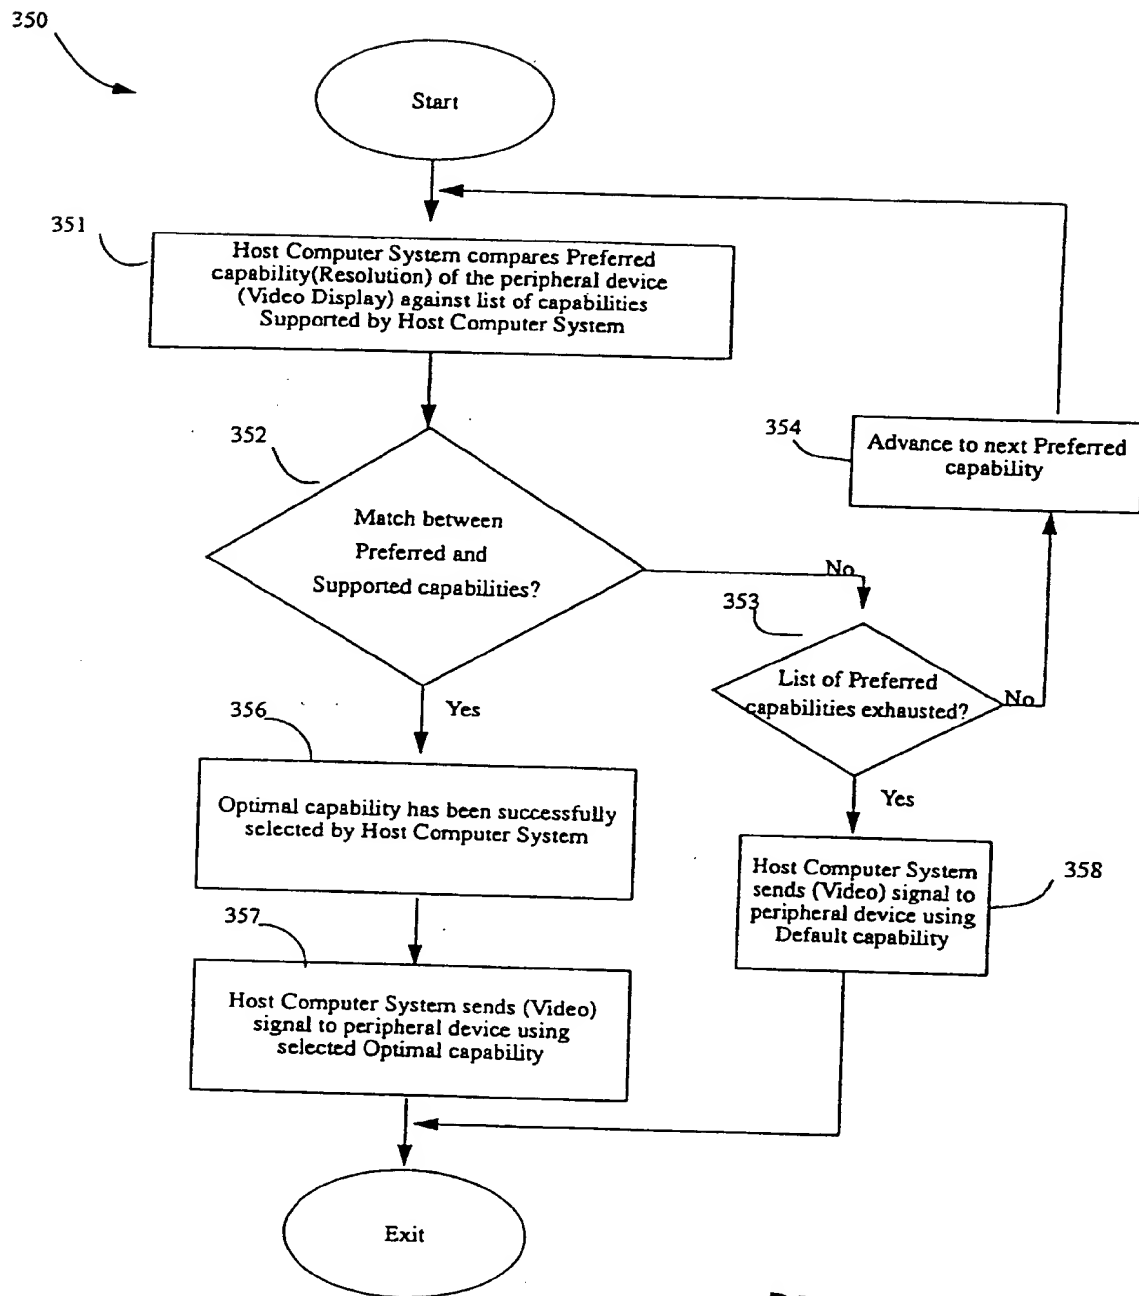 350
Start
351
Host Computer System compares Preferred
capability(Resolution) of the peripheral device
(Video Display) against list of capabilities
Supported by Host Computer System
352
Match between
Preferred and
Supported capabilities?
No
354
Advance to next Preferred
capability
353
List of Preferred
capabilities exhausted?
No
Yes
356
Optimal capability has been successfully
selected by Host Computer System
Yes
Host Computer System
sends (Video) signal to
peripheral device using
Default capability
358
357
Host Computer System sends (Video)
signal to peripheral device using
selected Optimal capability
Exit